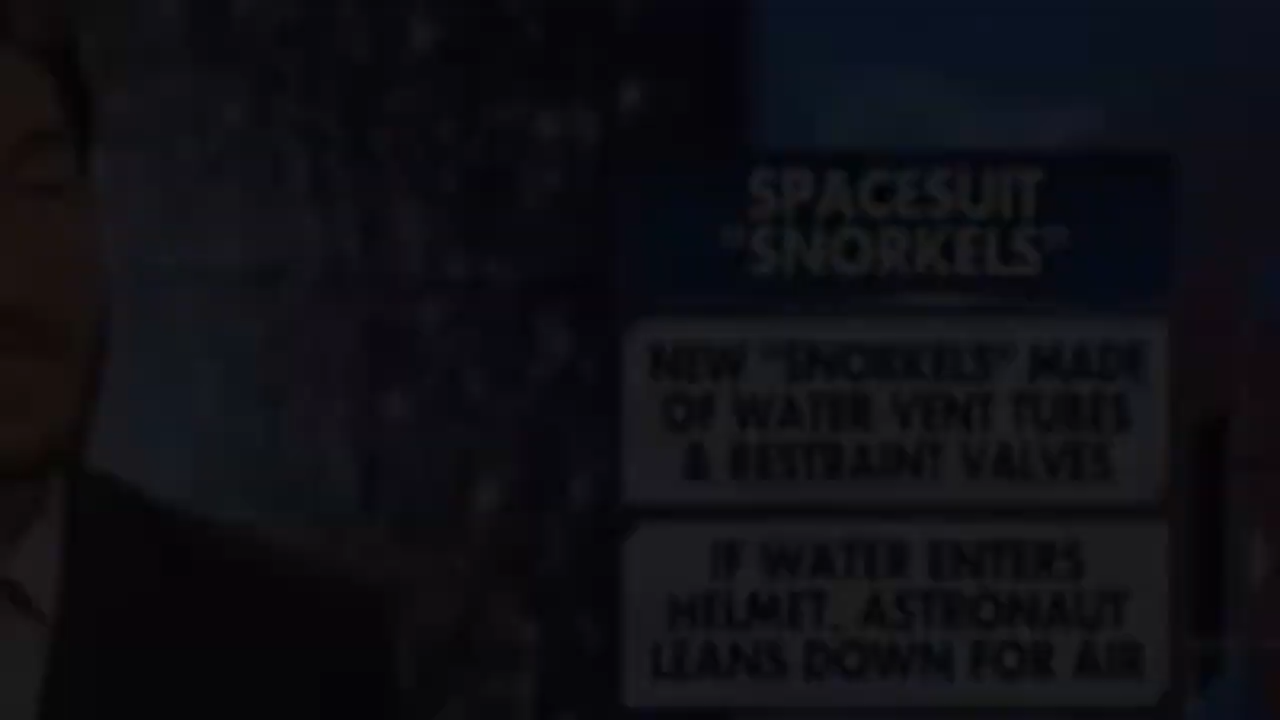 SPACESUIT
"SNORKELS"
NEW "SNORKELS" MADE
OF WATER VENT TUBES
& RESTRAINT VALVES
IF WATER ENTERS
HELMET, ASTRONAUT
LEANS DOWN FOR AIR